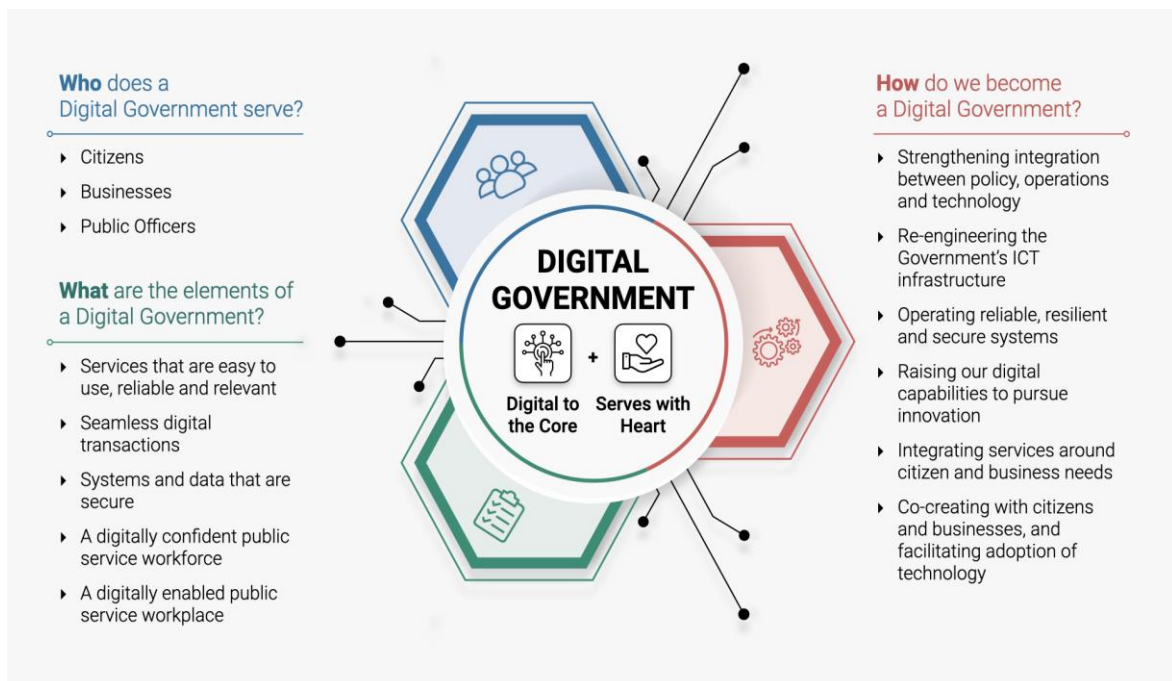 Who does a
Digital Government serve?
‣ Citizens
‣ Businesses
‣ Public Officers
What are the elements of
a Digital Government?
‣ Services that are easy to
use, reliable and relevant
‣ Seamless digital
transactions
‣ Systems and data that are
secure
‣ A digitally confident public
service workforce
‣ A digitally enabled public
service workplace
DIGITAL
GOVERNMENT
+
Digital to
the Core
Serves with
Heart
How do we become
a Digital Government?
‣ Strengthening integration
between policy, operations
and technology
‣ Re-engineering the
Government's ICT
infrastructure
‣ Operating reliable, resilient
and secure systems
‣ Raising our digital
capabilities to pursue
innovation
‣ Integrating services around
citizen and business needs
‣ Co-creating with citizens
and businesses, and
facilitating adoption of
technology